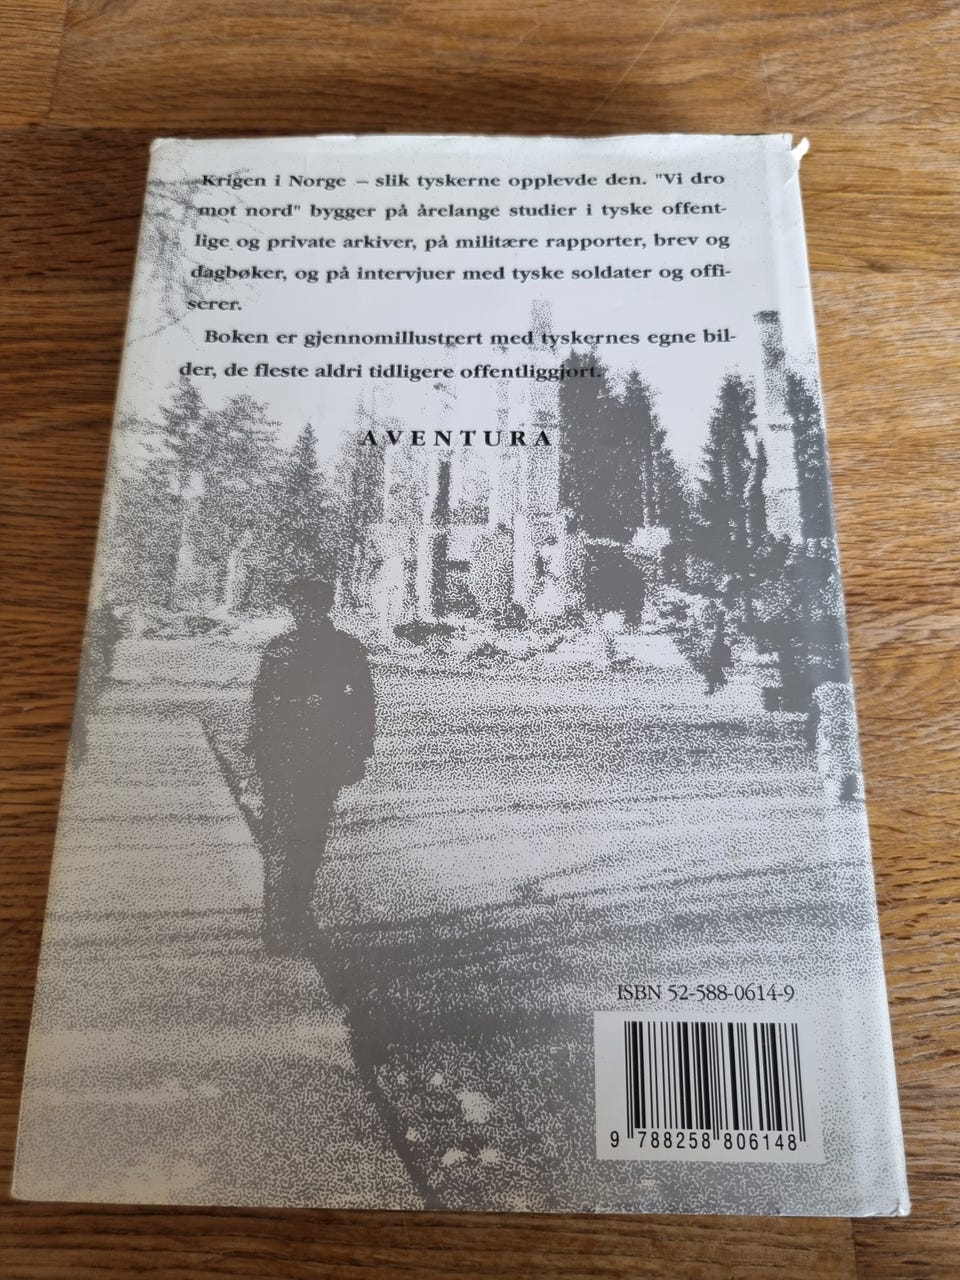 Krigen i Norge – slik tyskerne opplevde den. "Vi dro
mot nord" bygger på årelange studier i tyske offent-
lige og private arkiver, på militære rapporter, brev og
dagbøker, og på intervjuer med tyske soldater og offi-
serer.
Boken er gjennomillustrert med tyskernes egne bil-
der, de fleste aldri tidligere offentliggjort.
AVENTURA
ISBN 52-588-0614-9
9 788258 806148